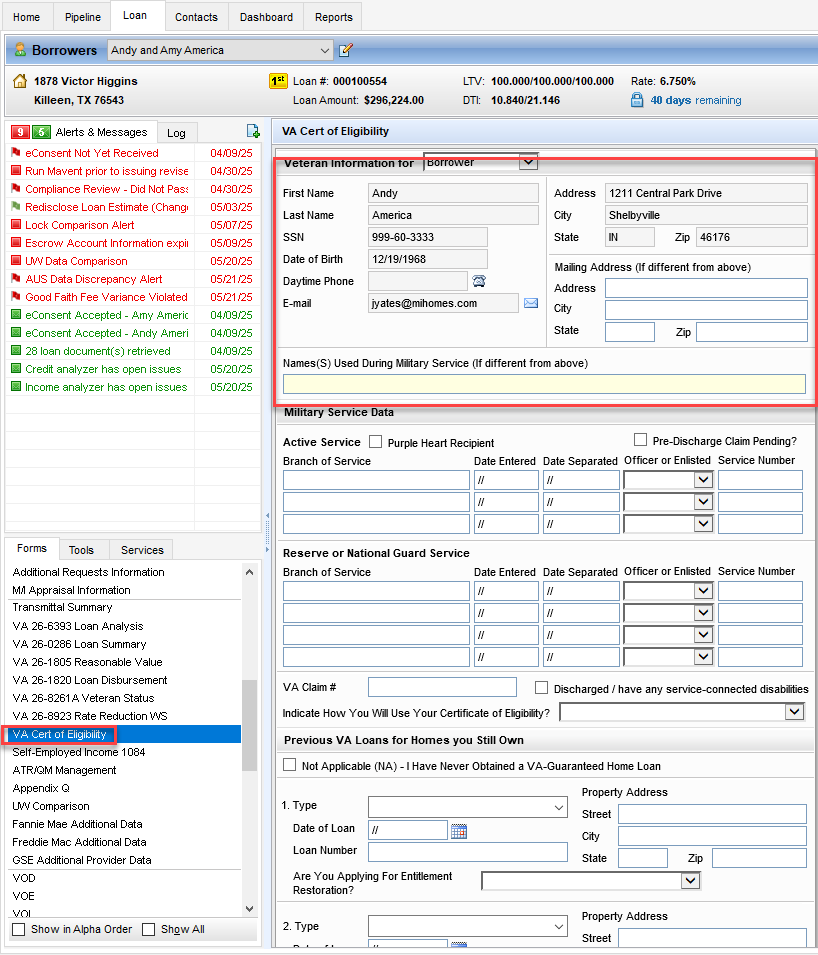 Home Pipeline Loan Contacts Dashboard Reports
Borrowers Andy and Amy America
1878 Victor Higgins
Killeen, TX 76543
1st Loan #: 000100554
Loan Amount: $296,224.00
LTV: 100.000/100.000/100.000
DTI: 10.840/21.146
Rate: 6.750%
40 days remaining
9 5 Alerts & Messages Log
eConsent Not Yet Received 04/09/25
Run Mavent prior to issuing revise 04/30/25
Compliance Review - Did Not Pass 04/30/25
Redisclose Loan Estimate (Change 05/03/25
Lock Comparison Alert 05/07/25
Escrow Account Information expir 05/09/25
UW Data Comparison 05/20/25
AUS Data Discrepancy Alert 05/21/25
Good Faith Fee Variance Violated 05/21/25
eConsent Accepted - Amy Americ 04/09/25
eConsent Accepted - Andy Americ 04/09/25
28 loan document(s) retrieved 04/09/25
Credit analyzer has open issues 05/20/25
Income analyzer has open issues 05/20/25
Forms Tools Services
Additional Requests Information
M/I Appraisal Information
Transmittal Summary
VA 26-6393 Loan Analysis
VA 26-0286 Loan Summary
VA 26-1805 Reasonable Value
VA 26-1820 Loan Disbursement
VA 26-8261A Veteran Status
VA 26-8923 Rate Reduction WS
VA Cert of Eligibility
Self-Employed Income 1084
ATR/QM Management
Appendix Q
UW Comparison
Fannie Mae Additional Data
Freddie Mac Additional Data
GSE Additional Provider Data
VOD
VOE
VOL
Show in Alpha Order Show All
VA Cert of Eligibility
Veteran Information for Borrower
First Name Andy
Last Name America
SSN 999-60-3333
Date of Birth 12/19/1968
Daytime Phone
E-mail jyates@mihomes.com
Address 1211 Central Park Drive
City Shelbyville
State IN Zip 46176
Mailing Address (If different from above)
Address
City
State Zip
Names(S) Used During Military Service (If different from above)
Military Service Data
Active Service Purple Heart Recipient Pre-Discharge Claim Pending?
Branch of Service Date Entered Date Separated Officer or Enlisted Service Number
// //
// //
// //
Reserve or National Guard Service
Branch of Service Date Entered Date Separated Officer or Enlisted Service Number
// //
// //
// //
// //
VA Claim # Discharged / have any service-connected disabilities
Indicate How You Will Use Your Certificate of Eligibility?
Previous VA Loans for Homes you Still Own
Not Applicable (NA) - I Have Never Obtained a VA-Guaranteed Home Loan
1. Type
Date of Loan //
Loan Number
Property Address
Street
City
State Zip
Are You Applying For Entitlement
Restoration?
2. Type
Property Address
Street